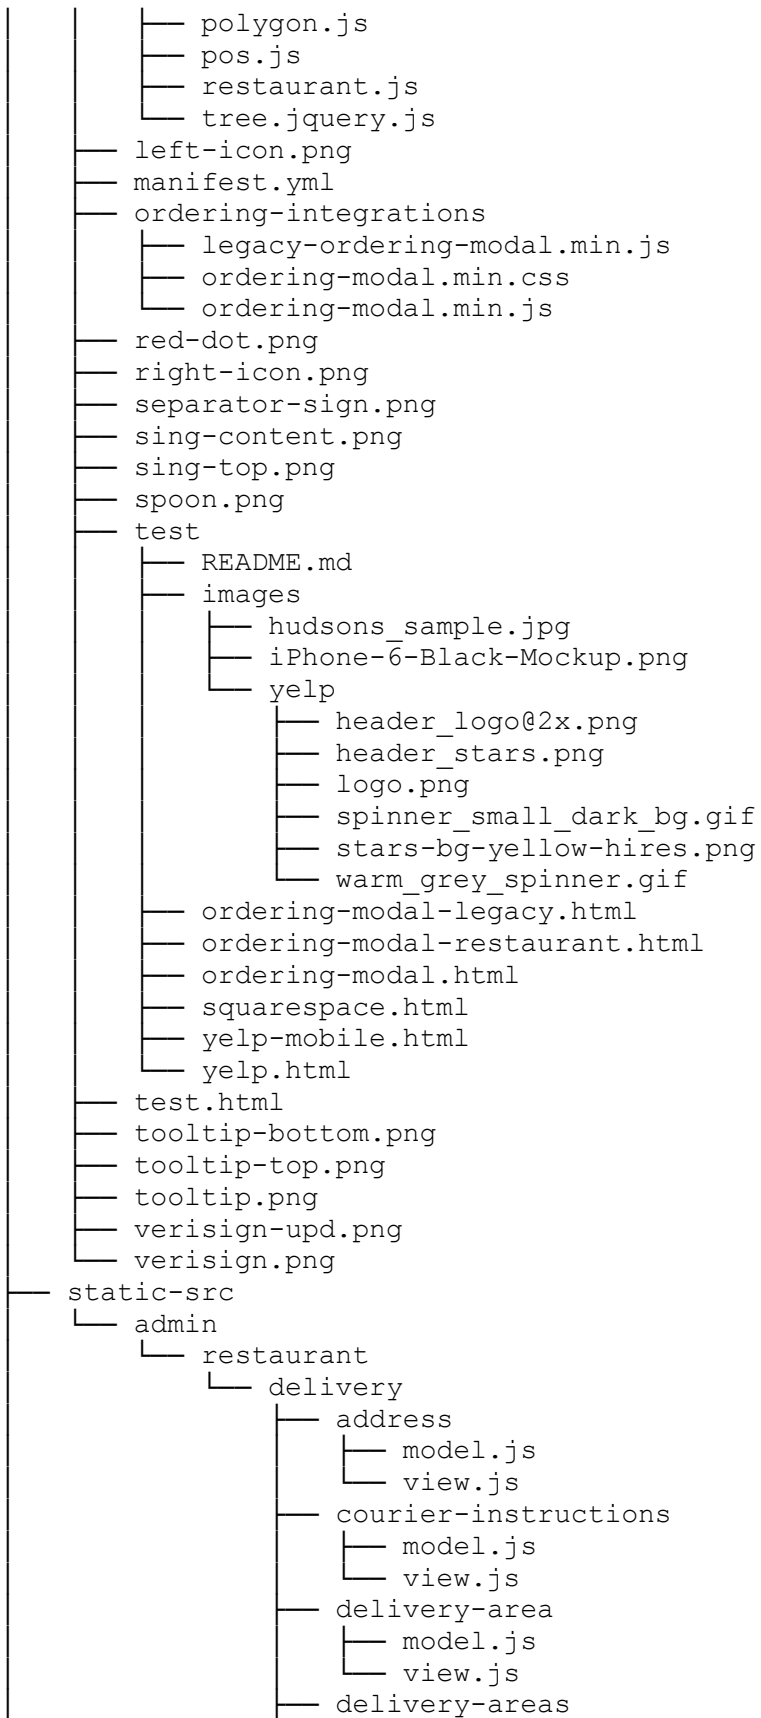 │   │   ├── polygon.js
│   │   ├── pos.js
│   │   ├── restaurant.js
│   │   └── tree.jquery.js
│   ├── left-icon.png
│   ├── manifest.yml
│   ├── ordering-integrations
│   │   ├── legacy-ordering-modal.min.js
│   │   ├── ordering-modal.min.css
│   │   └── ordering-modal.min.js
│   ├── red-dot.png
│   ├── right-icon.png
│   ├── separator-sign.png
│   ├── sing-content.png
│   ├── sing-top.png
│   ├── spoon.png
│   ├── test
│   │   ├── README.md
│   │   ├── images
│   │   │   ├── hudsons_sample.jpg
│   │   │   ├── iPhone-6-Black-Mockup.png
│   │   │   └── yelp
│   │   │       ├── header_logo@2x.png
│   │   │       ├── header_stars.png
│   │   │       ├── logo.png
│   │   │       ├── spinner_small_dark_bg.gif
│   │   │       ├── stars-bg-yellow-hires.png
│   │   │       └── warm_grey_spinner.gif
│   │   ├── ordering-modal-legacy.html
│   │   ├── ordering-modal-restaurant.html
│   │   ├── ordering-modal.html
│   │   ├── squarespace.html
│   │   ├── yelp-mobile.html
│   │   └── yelp.html
│   ├── test.html
│   ├── tooltip-bottom.png
│   ├── tooltip-top.png
│   ├── tooltip.png
│   ├── verisign-upd.png
│   └── verisign.png
├── static-src
│   └── admin
│       └── restaurant
│           └── delivery
│               ├── address
│               │   ├── model.js
│               │   └── view.js
│               ├── courier-instructions
│               │   ├── model.js
│               │   └── view.js
│               ├── delivery-area
│               │   ├── model.js
│               │   └── view.js
│               ├── delivery-areas